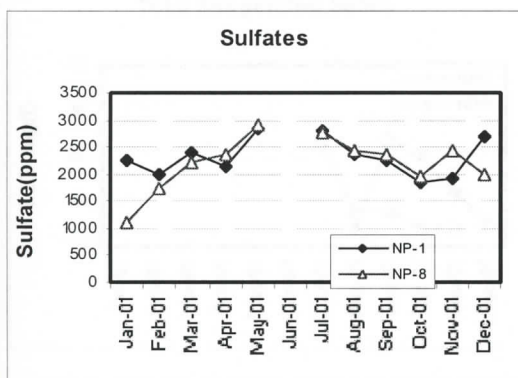 Sulfates
Sulfate(ppm)
3500
3000
2500
2000
1500
1000
500
0
NP-1
NP-8
Jan-01
Feb-01
Mar-01
Apr-01
May-01
Jun-01
Jul-01
Aug-01
Sep-01
Oct-01
Nov-01
Dec-01